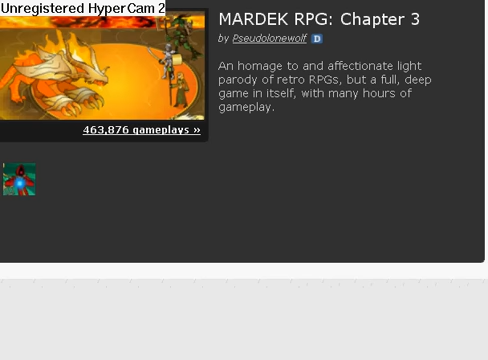 Unregistered HyperCam 2
MARDEK RPG: Chapter 3
by Pseudolonewolf D
An homage to and affectionate light
parody of retro RPGs, but a full, deep
game in itself, with many hours of
gameplay.
463,876 gameplays »